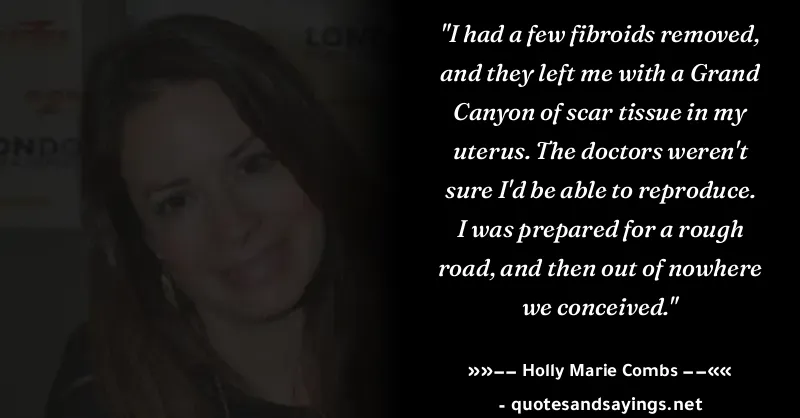 "I had a few fibroids removed,
and they left me with a Grand
Canyon of scar tissue in my
uterus. The doctors weren't
sure I'd be able to reproduce.
I was prepared for a rough
road, and then out of nowhere
we conceived."
»»−− Holly Marie Combs −−««
- quotesandsayings.net
LONDO
ONDO